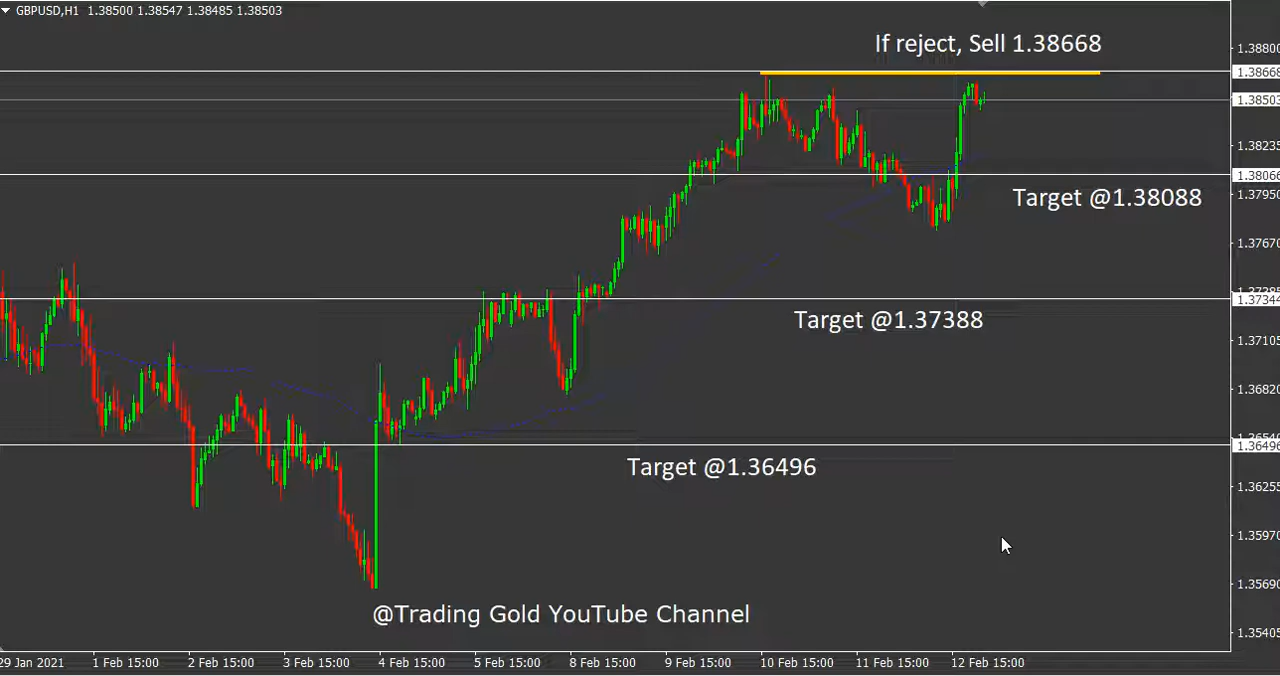 GBPUSD,H1 1.38500 1.38547 1.38485 1.38503
If reject, Sell 1.38668
1.38800
1.38668
1.38503
1.38235
1.38066
1.37950
Target @1.38088
1.37670
1.37345
Target @1.37388
1.37105
1.36820
1.36496
Target @1.36496
1.36255
1.35970
1.35690
@Trading Gold YouTube Channel
1.35405
29 Jan 2021 1 Feb 15:00 2 Feb 15:00 3 Feb 15:00 4 Feb 15:00 5 Feb 15:00 8 Feb 15:00 9 Feb 15:00 10 Feb 15:00 11 Feb 15:00 12 Feb 15:00